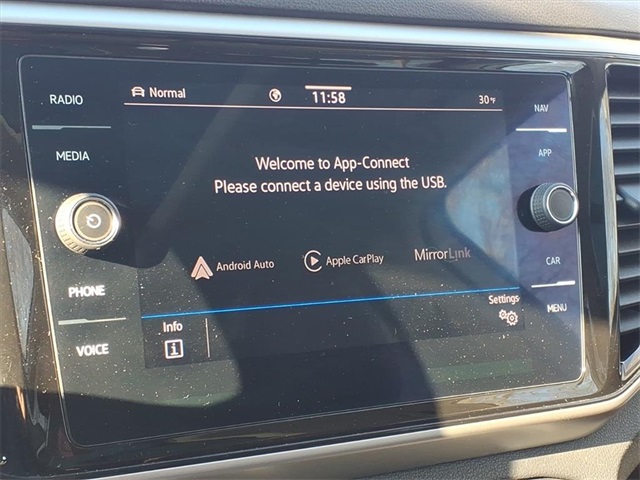 RADIO
MEDIA
PHONE
VOICE
Normal
11:58
30°F
Welcome to App-Connect
Please connect a device using the USB.
Android Auto
Apple CarPlay
MirrorLink
Info
i
Settings
NAV
APP
CAR
MENU